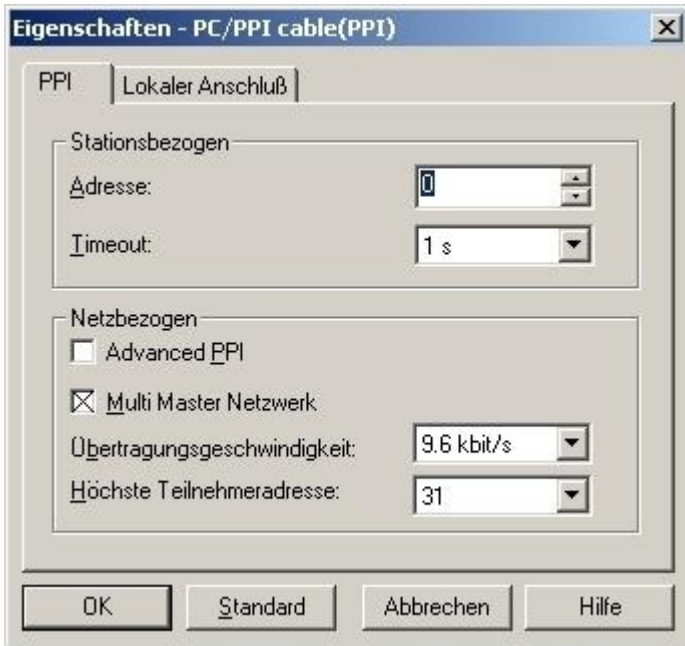 Eigenschaften - PC/PPI cable(PPI)
PPI
Lokaler Anschluß
Stationsbezogen
Adresse:
0
Timeout:
1 s
Netzbezogen
Advanced PPI
Multi Master Netzwerk
Übertragungsgeschwindigkeit:
9.6 kbit/s
Höchste Teilnehmeradresse:
31
OK
Standard
Abbrechen
Hilfe